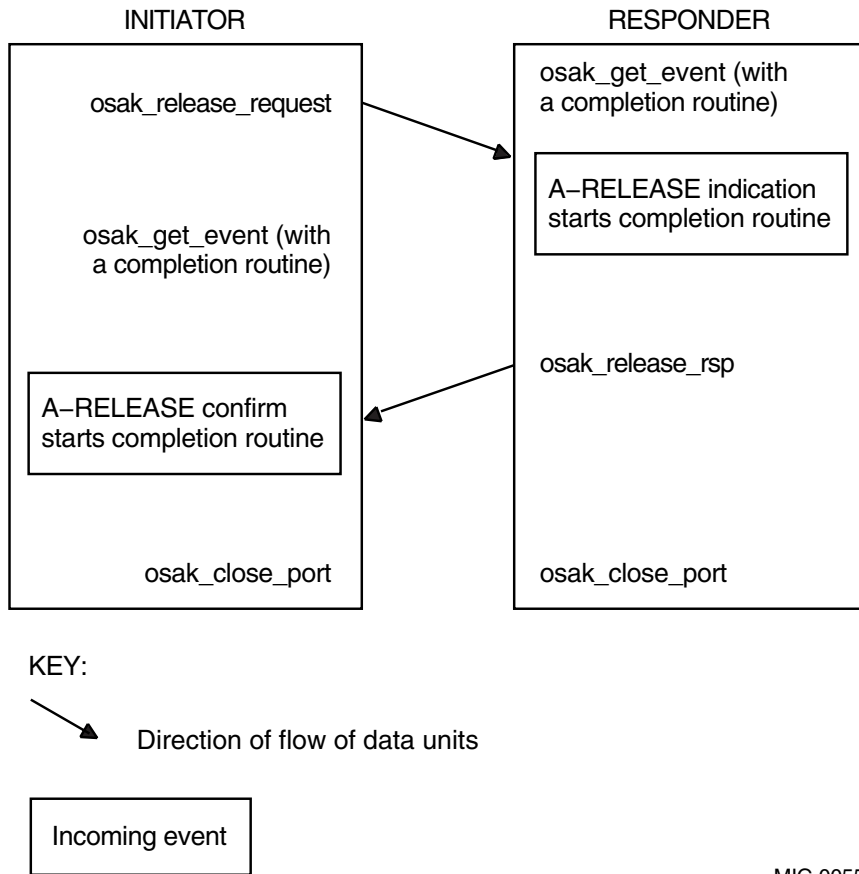 INITIATOR
RESPONDER
osak_release_request
osak_get_event (with
a completion routine)
A–RELEASE indication
starts completion routine
osak_get_event (with
a completion routine)
osak_release_rsp
A–RELEASE confirm
starts completion routine
osak_close_port
osak_close_port
KEY:
Direction of flow of data units
Incoming event